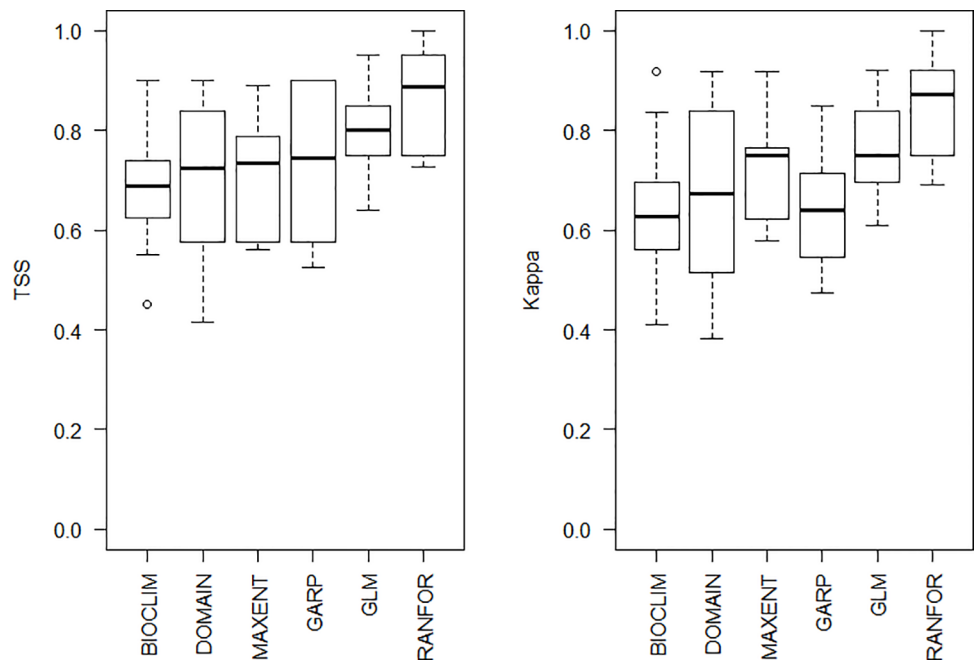 TSS
1.0
0.8
0.6
0.4
0.2
0.0
BIOCLIM
DOMAIN
MAXENT
GARP
GLM
RANFOR
Kappa
1.0
0.8
0.6
0.4
0.2
0.0
BIOCLIM
DOMAIN
MAXENT
GARP
GLM
RANFOR